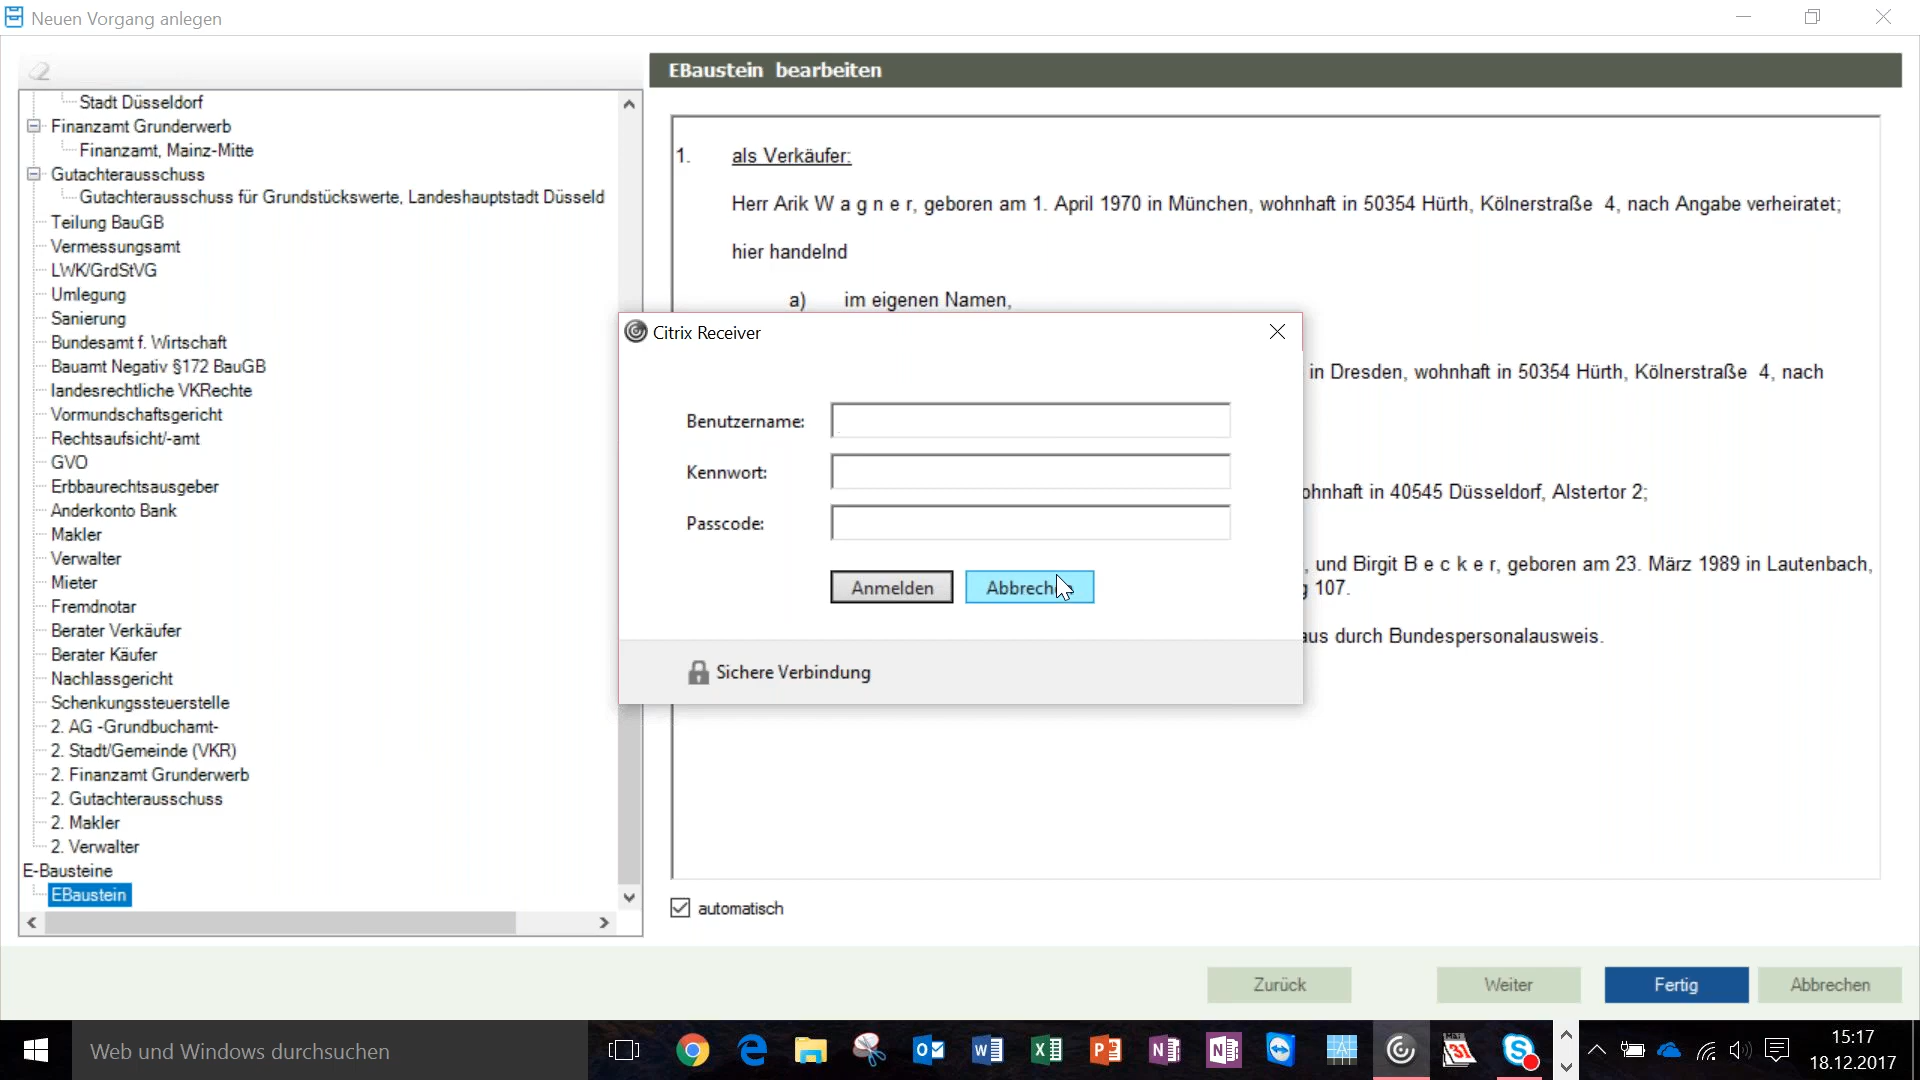 Neuen Vorgang anlegen
Stadt Düsseldorf
Finanzamt Grunderwerb
Finanzamt, Mainz-Mitte
Gutachterausschuss
Gutachterausschuss für Grundstückswerte, Landeshauptstadt Düsseld
Teilung BauGB
Vermessungsamt
LWK/GrdStVG
Umlegung
Sanierung
Bundesamt f. Wirtschaft
Bauamt Negativ §172 BauGB
landesrechtliche VKRechte
Vormundschaftsgericht
Rechtsaufsicht/-amt
GVO
Erbbaurechtsausgeber
Anderkonto Bank
Makler
Verwalter
Mieter
Fremdnotar
Berater Verkäufer
Berater Käufer
Nachlassgericht
Schenkungssteuerstelle
2. AG -Grundbuchamt-
2. Stadt/Gemeinde (VKR)
2. Finanzamt Grunderwerb
2. Gutachterausschuss
2. Makler
2. Verwalter
E-Bausteine
EBaustein
EBaustein bearbeiten
1. als Verkäufer:
Herr Arik W a g n e r, geboren am 1. April 1970 in München, wohnhaft in 50354 Hürth, Kölnerstraße 4, nach Angabe verheiratet;
hier handelnd
a) im eigenen Namen,
in Dresden, wohnhaft in 50354 Hürth, Kölnerstraße 4, nach
ohnhaft in 40545 Düsseldorf, Alstertor 2;
, und Birgit B e c k e r, geboren am 23. März 1989 in Lautenbach,
107.
aus durch Bundespersonalausweis.
Citrix Receiver
Benutzername:
Kennwort:
Passcode:
Anmelden Abbreche
Sichere Verbindung
automatisch
Zurück Weiter Fertig Abbrechen
Web und Windows durchsuchen
15:17
18.12.2017